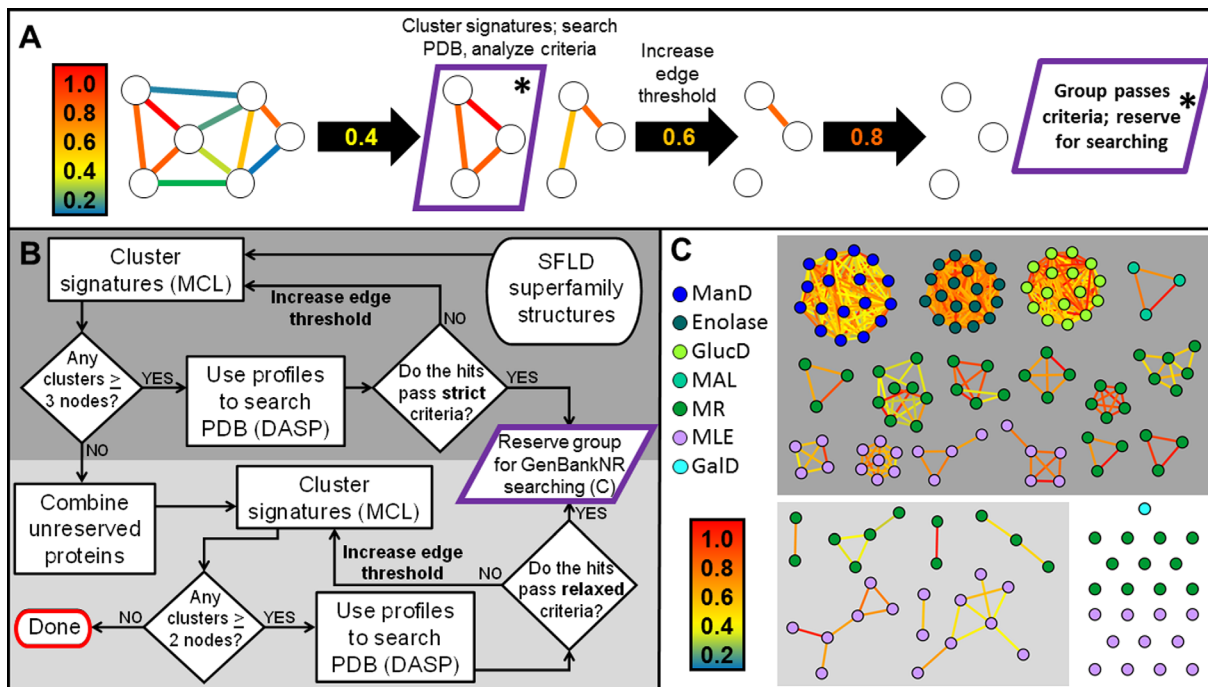 A
Cluster signatures; search
PDB, analyze criteria
Increase
edge
threshold
1.0
0.8
0.6
0.4
0.2
0.4
*
0.6
0.8
Group passes
criteria; reserve
for searching
*
B
Cluster
signatures (MCL)
SFLD
superfamily
structures
Increase edge
threshold
NO
Any
clusters ≥
3 nodes?
YES
Use profiles
to search
PDB (DASP)
Do the hits
pass strict
criteria?
YES
NO
Reserve group
for GenBankNR
searching (C)
Combine
unreserved
proteins
Cluster
signatures (MCL)
YES
Increase edge
threshold
NO
Do the hits
pass relaxed
criteria?
Done
NO
Any
clusters ≥
2 nodes?
YES
Use profiles
to search
PDB (DASP)
C
ManD
Enolase
GlucD
MAL
MR
MLE
GalD
1.0
0.8
0.6
0.4
0.2